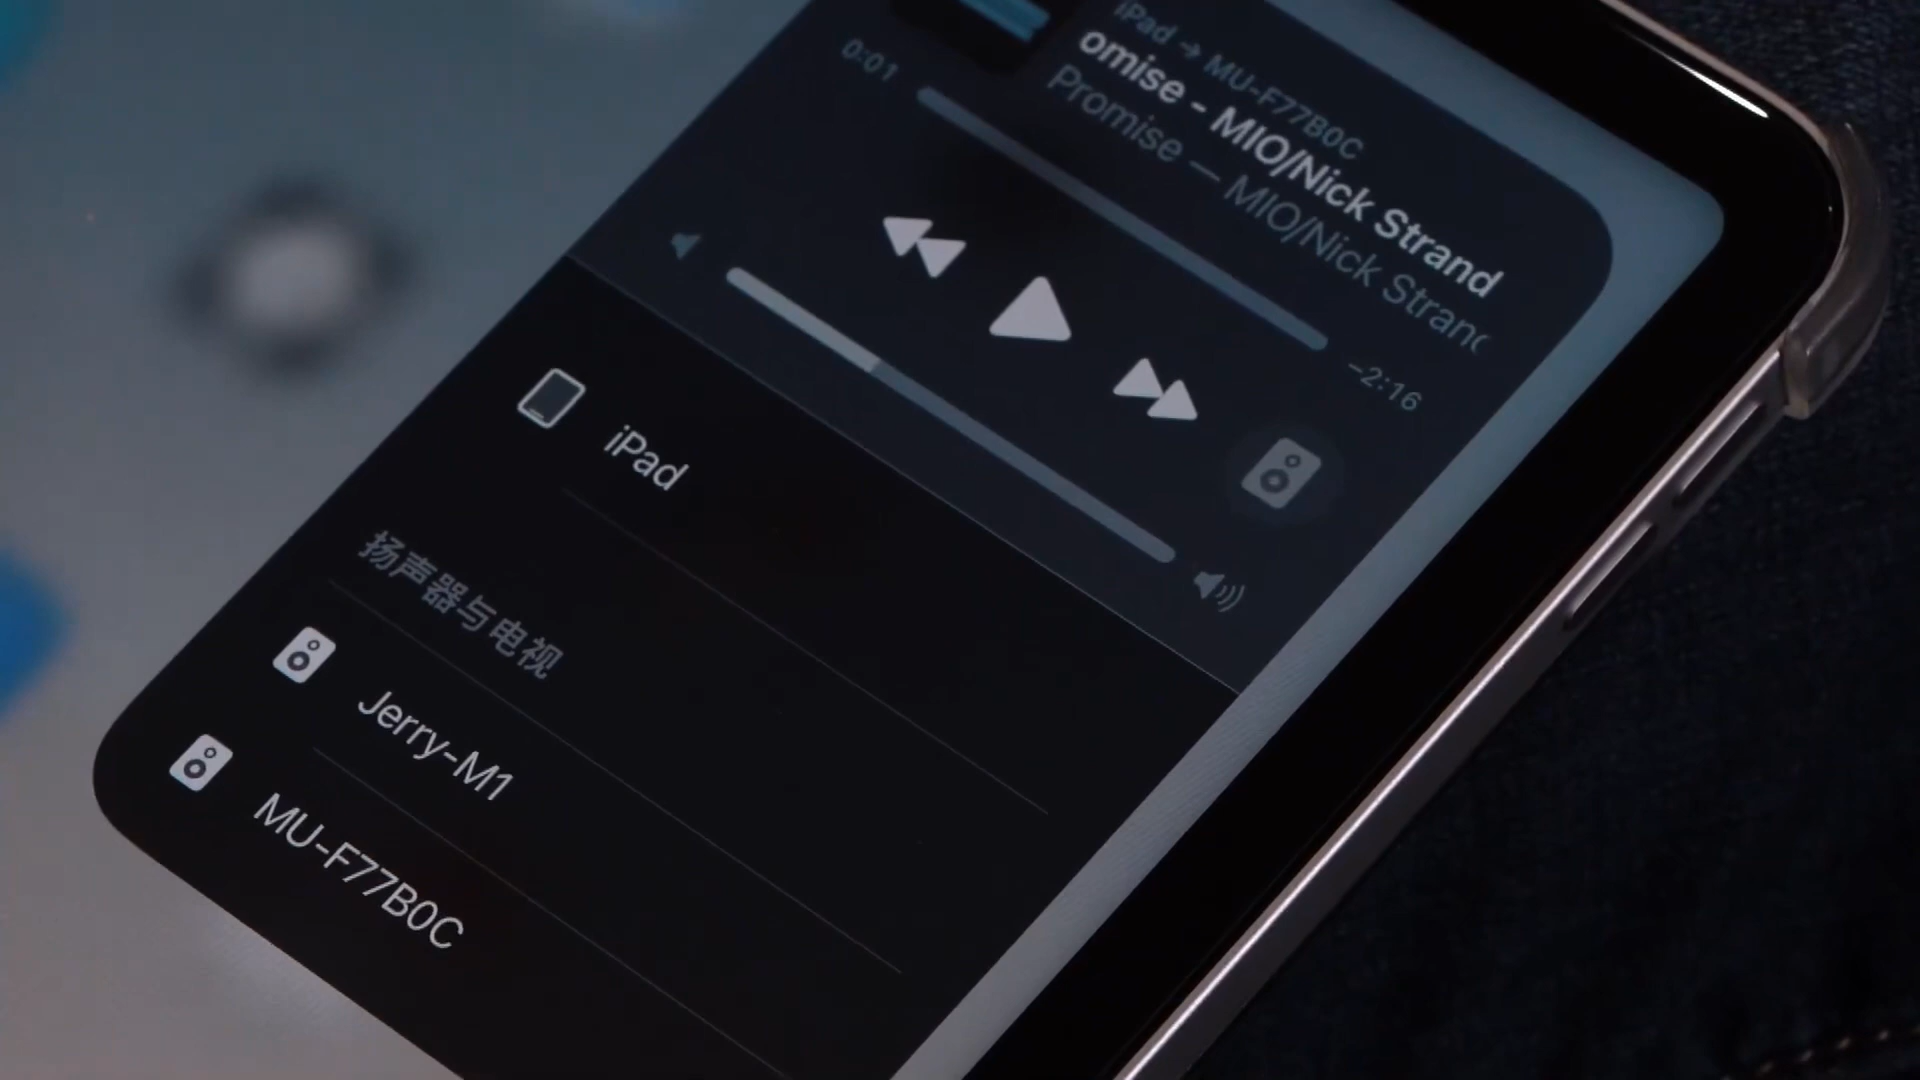 iPad → MU-F77B0C
omise - MIO/Nick Strand
Promise — MIO/Nick Stranc
0:01
-2:16
iPad
扬声器与电视
Jerry-M1
MU-F77B0C